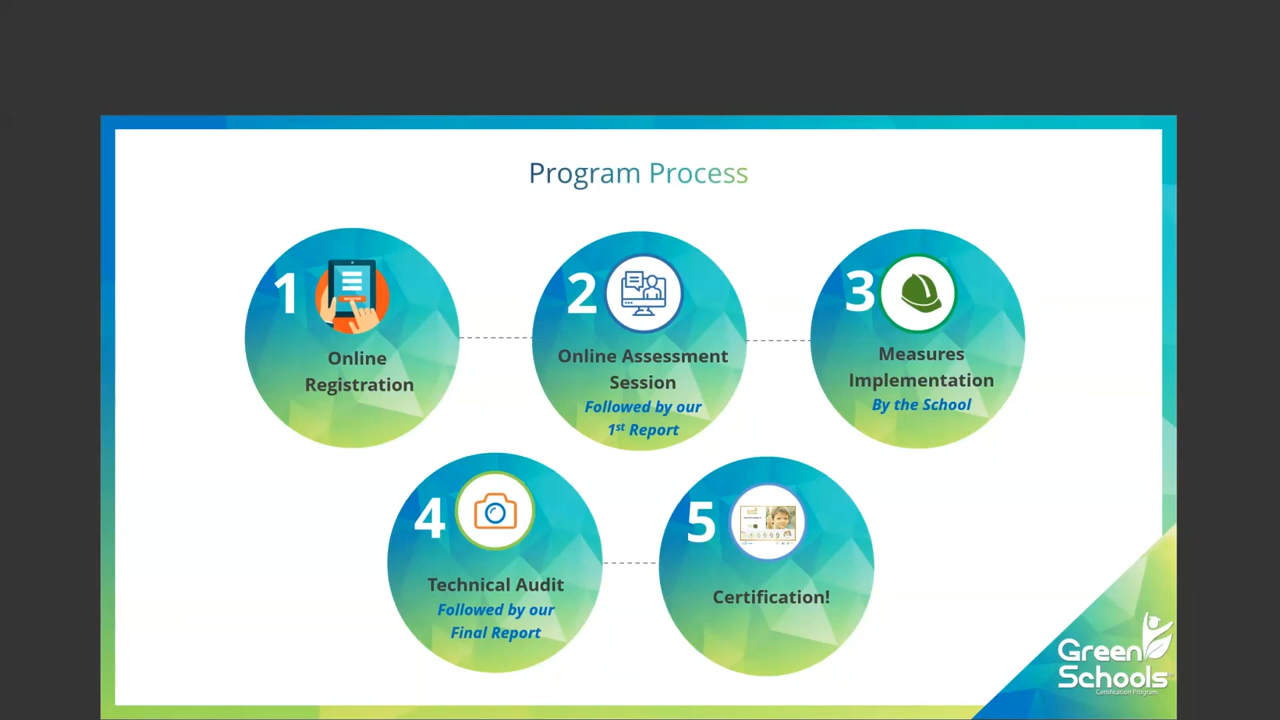 Program Process
1
Online
Registration
2
Online Assessment
Session
Followed by our
1st Report
3
Measures
Implementation
By the School
4
Technical Audit
Followed by our
Final Report
5
Certification!
Green
Schools
Certification Program